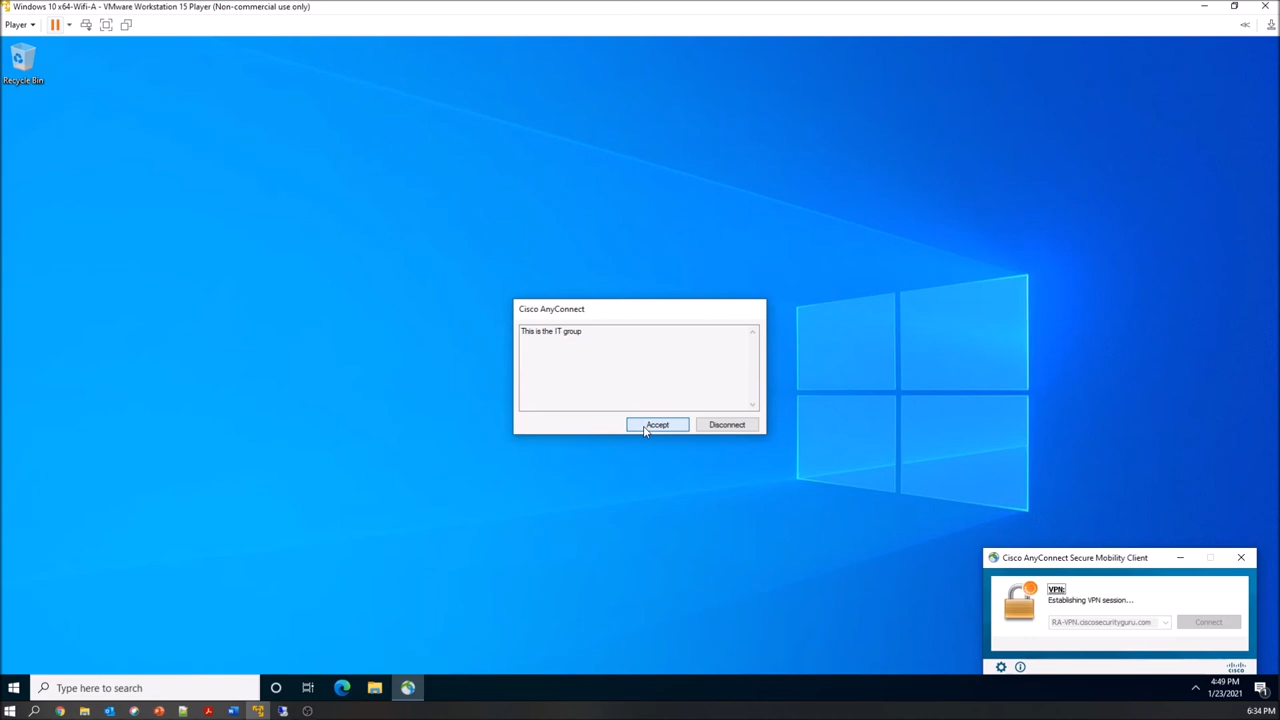 Windows 10 x64-Wifi-A - VMware Workstation 15 Player (Non-commercial use only)
Player
Recycle Bin
Cisco AnyConnect
This is the IT group
Accept
Disconnect
Cisco AnyConnect Secure Mobility Client
VPN:
Establishing VPN session...
RA-VPN.ciscosecurityguru.com
Connect
cisco
Type here to search
4:49 PM
1/23/2021
1
6:34 PM